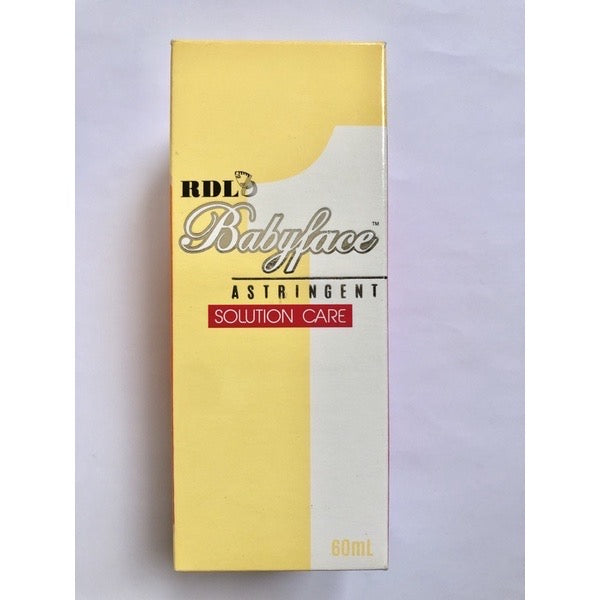 RDL
Babyface™
ASTRINGENT
SOLUTION CARE
60mL